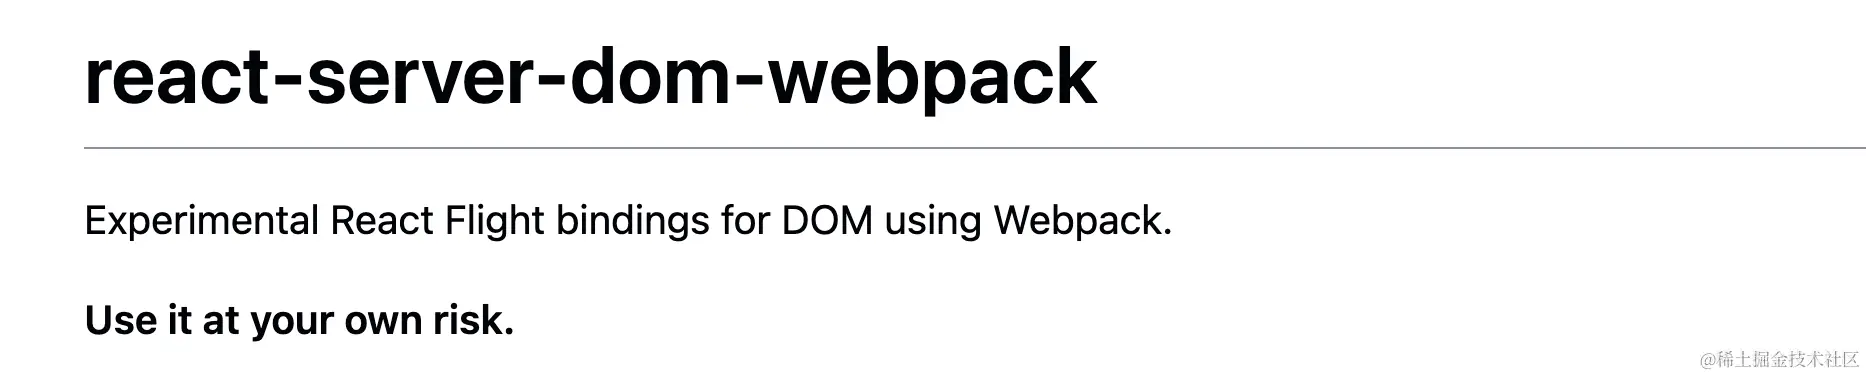 react-server-dom-webpack
Experimental React Flight bindings for DOM using Webpack.
Use it at your own risk.
@稀土掘金技术社区